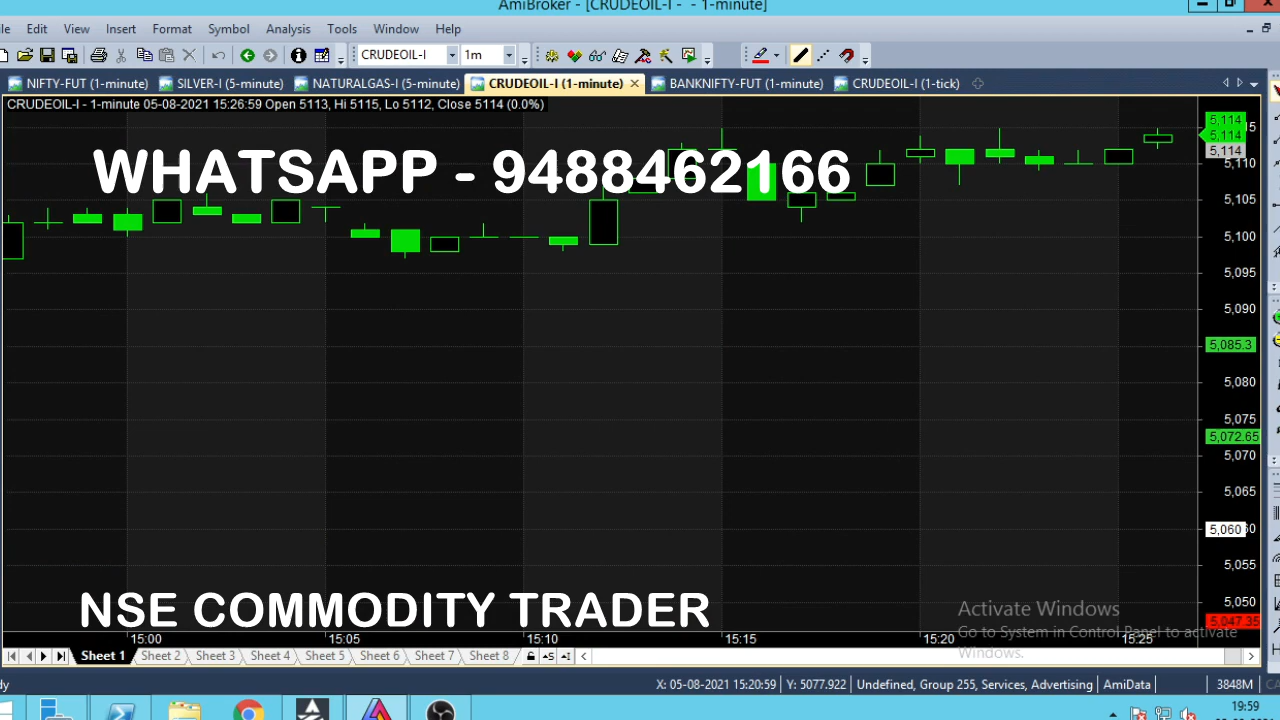 AmiBroker - [CRUDEOIL-I - - 1-minute]
Edit View Insert Format Symbol Analysis Tools Window Help
CRUDEOIL-I 1m
NIFTY-FUT (1-minute) SILVER-I (5-minute) NATURALGAS-I (5-minute) CRUDEOIL-I (1-minute) BANKNIFTY-FUT (1-minute) CRUDEOIL-I (1-tick)
CRUDEOIL-I - 1-minute 05-08-2021 15:26:59 Open 5113, Hi 5115, Lo 5112, Close 5114 (0.0%)
5,114
5,114
5,114
5,110
WHATSAPP - 9488462166
5,105
5,100
5,095
5,090
5,085.3
5,080
5,075
5,072.65
5,070
5,065
5,060
5,055
5,050
NSE COMMODITY TRADER
Activate Windows
5,047.35
Go to System in Control Panel to activate
Windows.
15:00 15:05 15:10 15:15 15:20 15:25
Sheet 1 Sheet 2 Sheet 3 Sheet 4 Sheet 5 Sheet 6 Sheet 7 Sheet 8
X: 05-08-2021 15:20:59 Y: 5077.922 Undefined, Group 255, Services, Advertising AmiData 3848M
19:59